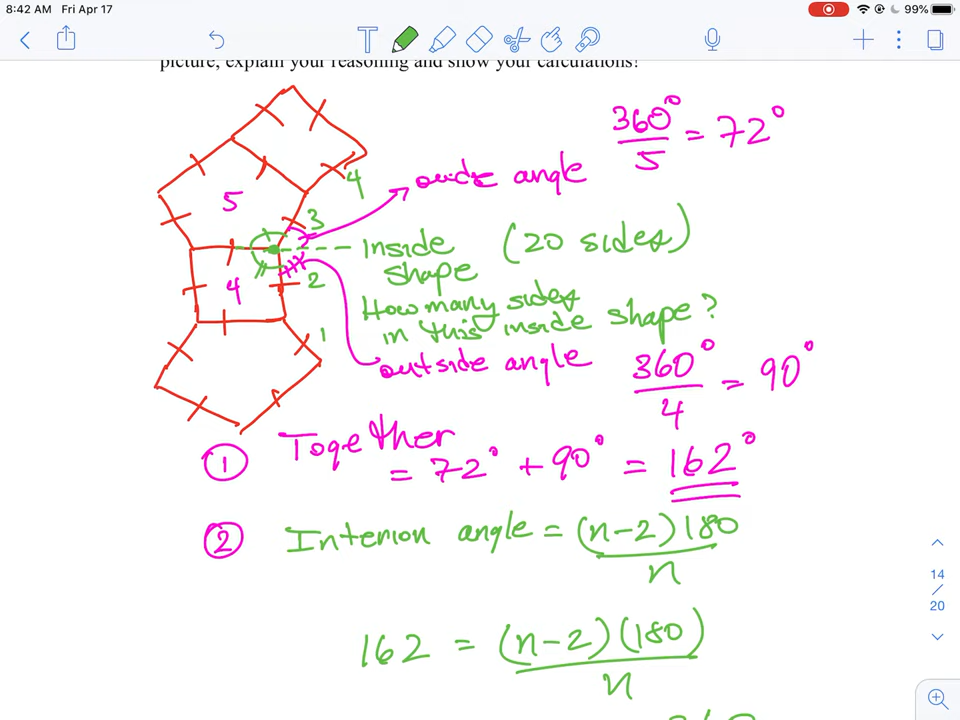 8:42 AM Fri Apr 17
99%
T
picture, explain your reasoning and show your calculations!
360° / 5 = 72°
4
outside angle
5
3
Inside shape
(20 sides)
4
2
How many sides
in this inside shape?
1
outside angle
360° / 4 = 90°
① Together
= 72° + 90° = 162°
② Interior angle = (n-2)180 / n
162 = (n-2)(180) / n
14
/
20